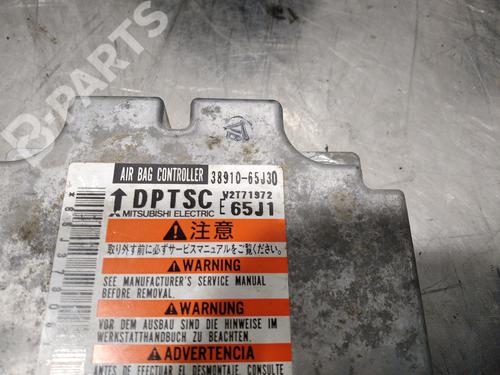 B-PARTS
AIR BAG CONTROLLER 38910-65J30
DPTSC W2T71972
MITSUBISHI ELECTRIC E 65J1
注意
取り外す前に必ずサービスマニュアルをご覧ください。
WARNING
SEE MANUFACTURER'S SERVICE MANUAL
BEFORE REMOVAL.
WARNUNG
VOR DEM AUSBAU SIND DIE HINWEISE IM
WERKSTATTHANDBUCH ZU BEACHTEN.
ADVERTENCIA
ANTES DE EFECTUAR EL DESMONTAJE, CONSULTE